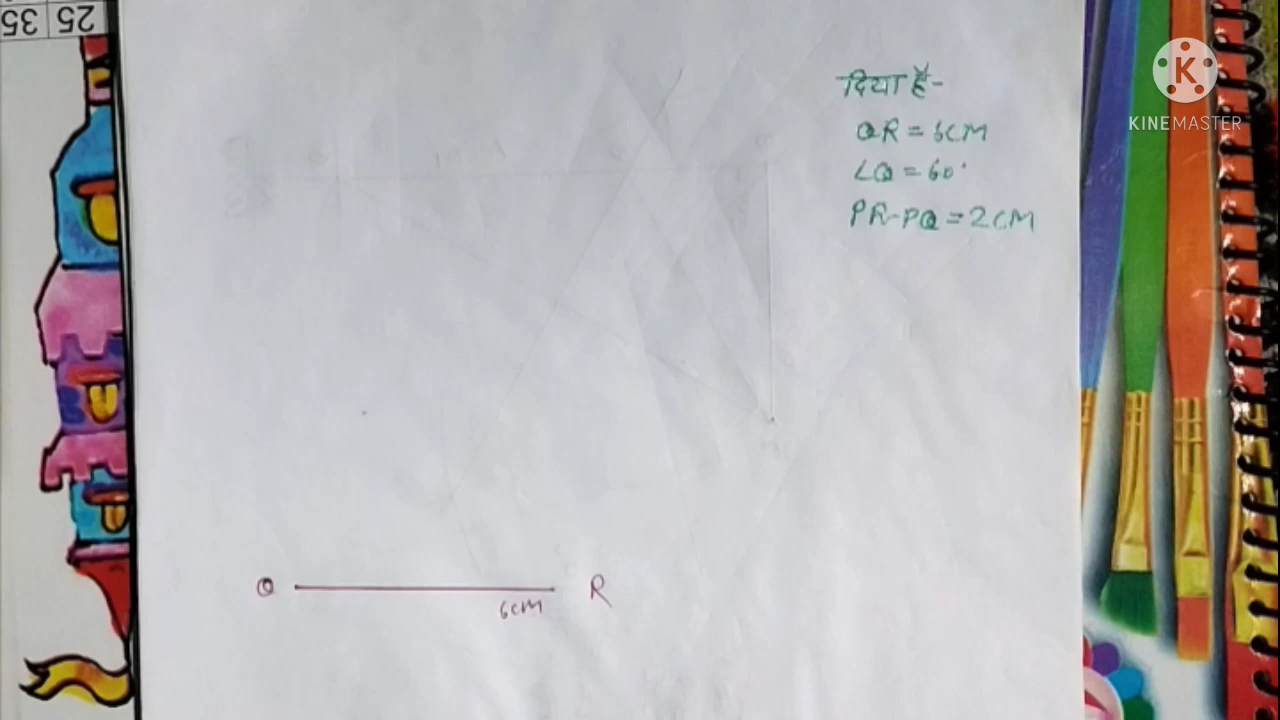 25 35
K
KINEMASTER
दिया है-
QR = 6CM
∠Q = 60°
PR-PQ = 2CM
Q R
6CM